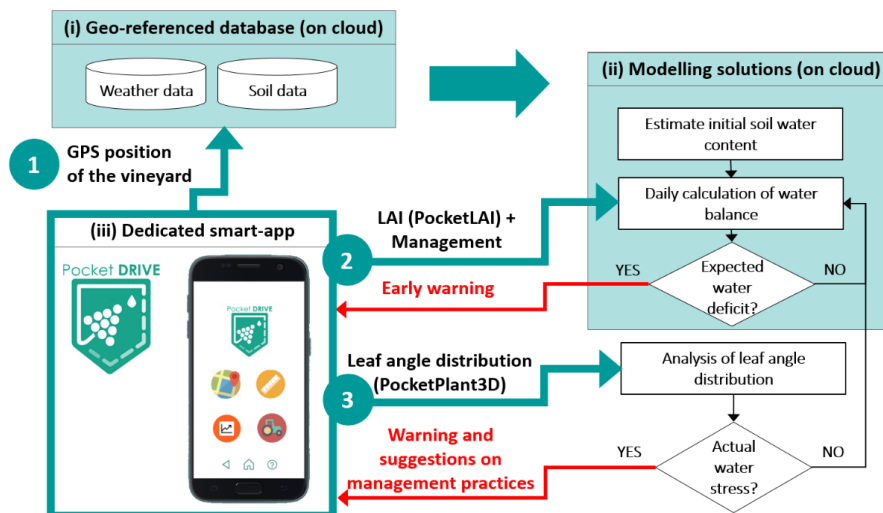 (i) Geo-referenced database (on cloud)
Weather data
Soil data
(ii) Modelling solutions (on cloud)
Estimate initial soil water
content
1
GPS position
of the vineyard
Daily calculation of water
balance
(iii) Dedicated smart-app
LAI (PocketLAI) +
Management
2
Pocket DRIVE
Pocket DRIVE
YES
Expected
water
deficit?
NO
Early warning
Leaf angle distribution
(PocketPlant3D)
3
Analysis of leaf angle
distribution
Warning and
suggestions on
management practices
YES
Actual
water
stress?
NO